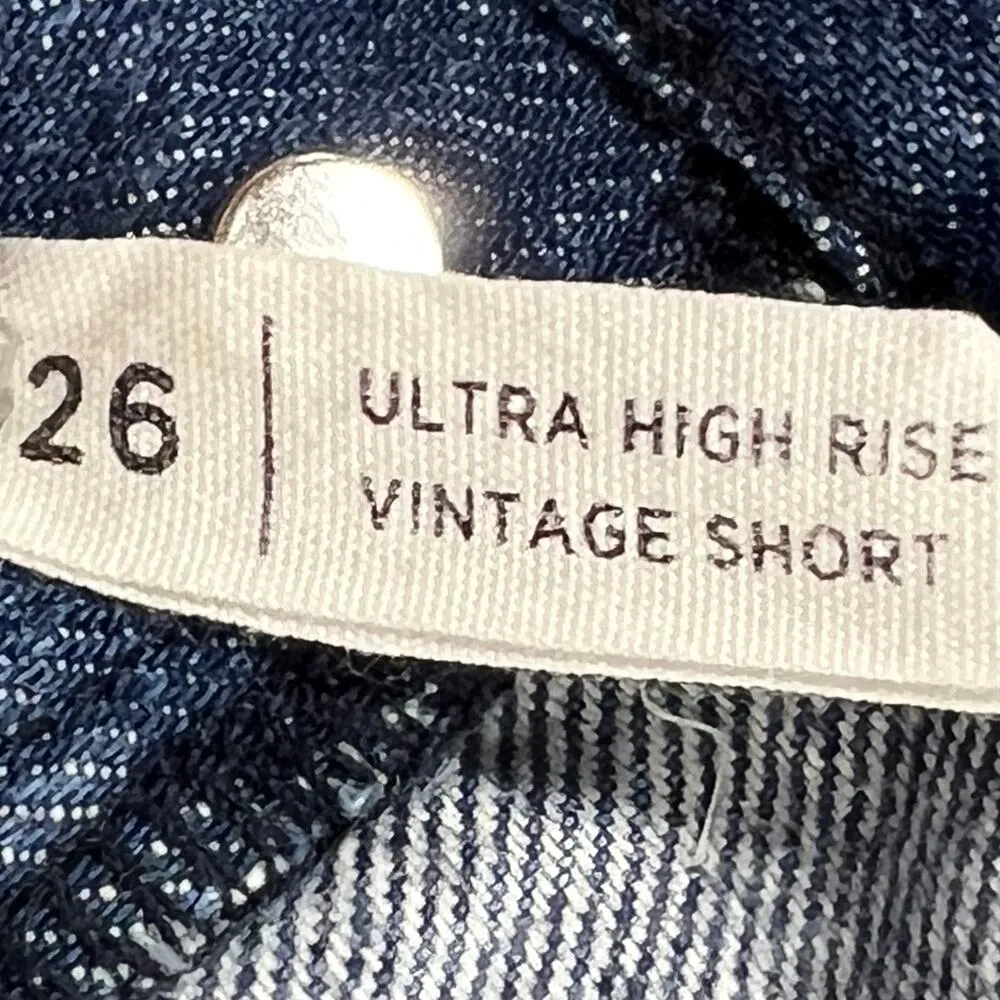 26
ULTRA HIGH RISE
VINTAGE SHORT